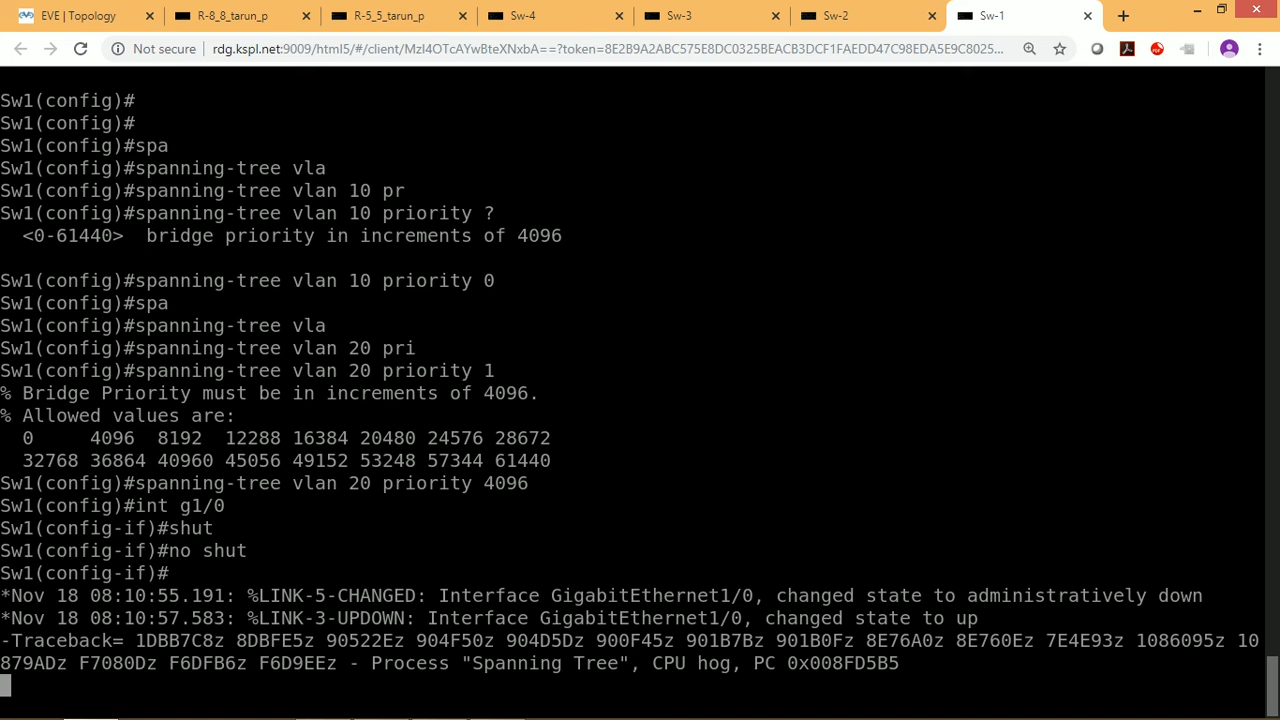 EVE | Topology
R-8_8_tarun_p
R-5_5_tarun_p
Sw-4
Sw-3
Sw-2
Sw-1
Not secure
rdg.kspl.net:9009/html5/#/client/MzI4OTcAYwBteXNxbA==?token=8E2B9A2ABC575E8DC0325BEACB3DCF1FAEDD47C98EDA5E9C8025...
Sw1(config)#
Sw1(config)#
Sw1(config)#spa
Sw1(config)#spanning-tree vla
Sw1(config)#spanning-tree vlan 10 pr
Sw1(config)#spanning-tree vlan 10 priority ?
<0-61440>  bridge priority in increments of 4096
Sw1(config)#spanning-tree vlan 10 priority 0
Sw1(config)#spa
Sw1(config)#spanning-tree vla
Sw1(config)#spanning-tree vlan 20 pri
Sw1(config)#spanning-tree vlan 20 priority 1
% Bridge Priority must be in increments of 4096.
% Allowed values are:
0     4096  8192  12288 16384 20480 24576 28672
32768 36864 40960 45056 49152 53248 57344 61440
Sw1(config)#spanning-tree vlan 20 priority 4096
Sw1(config)#int g1/0
Sw1(config-if)#shut
Sw1(config-if)#no shut
Sw1(config-if)#
*Nov 18 08:10:55.191: %LINK-5-CHANGED: Interface GigabitEthernet1/0, changed state to administratively down
*Nov 18 08:10:57.583: %LINK-3-UPDOWN: Interface GigabitEthernet1/0, changed state to up
-Traceback= 1DBB7C8z 8DBFE5z 90522Ez 904F50z 904D5Dz 900F45z 901B7Bz 901B0Fz 8E76A0z 8E760Ez 7E4E93z 1086095z 10
879ADz F7080Dz F6DFB6z F6D9EEz - Process "Spanning Tree", CPU hog, PC 0x008FD5B5